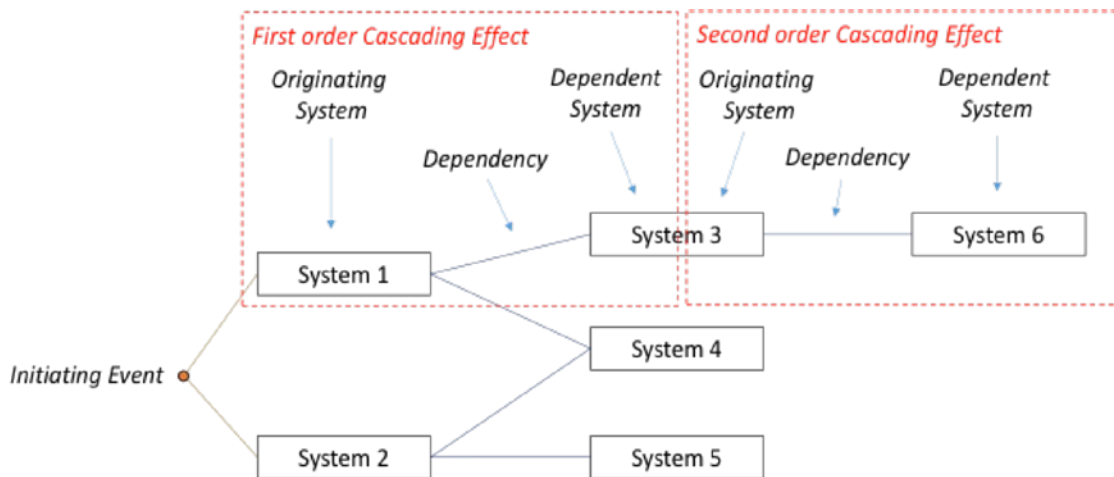 First order Cascading Effect
Second order Cascading Effect
Originating
System
Dependent
System
Originating
System
Dependent
System
Dependency
Dependency
System 3
System 6
System 1
System 4
Initiating Event
System 2
System 5